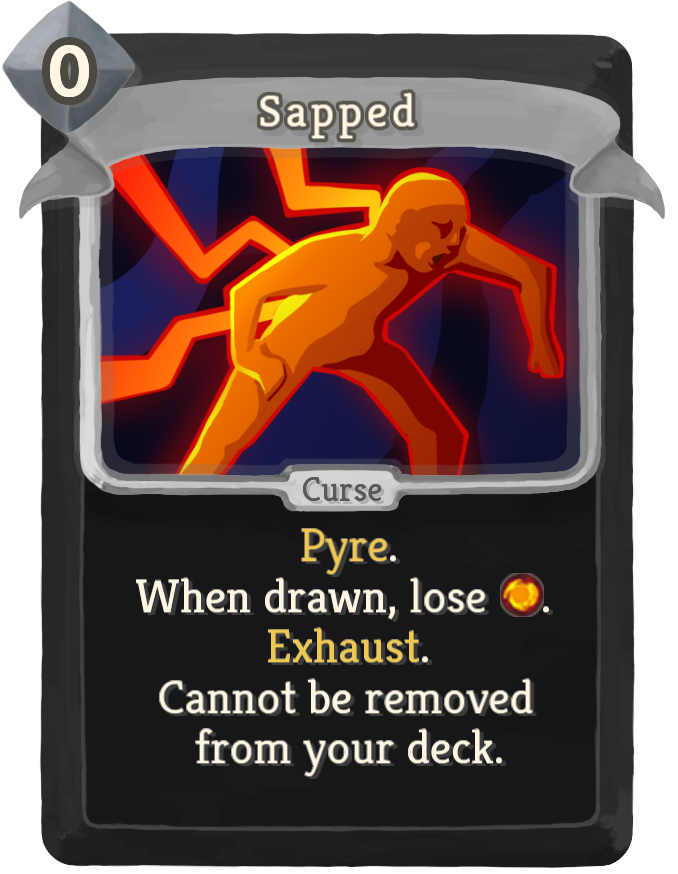 0
Sapped
Curse
Pyre.
When drawn, lose .
Exhaust.
Cannot be removed
from your deck.